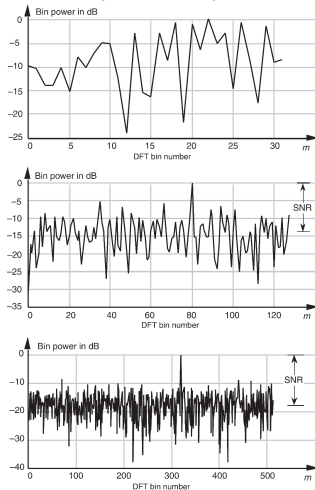 Bin power in dB
0
−5
−10
−15
−20
−25
0 5 10 15 20 25 30 m
DFT bin number
Bin power in dB
0
−5
−10
−15
−20
−25
−30
−35
SNR
0 20 40 60 80 100 120 m
DFT bin number
Bin power in dB
0
−10
−20
−30
−40
SNR
0 100 200 300 400 500 m
DFT bin number